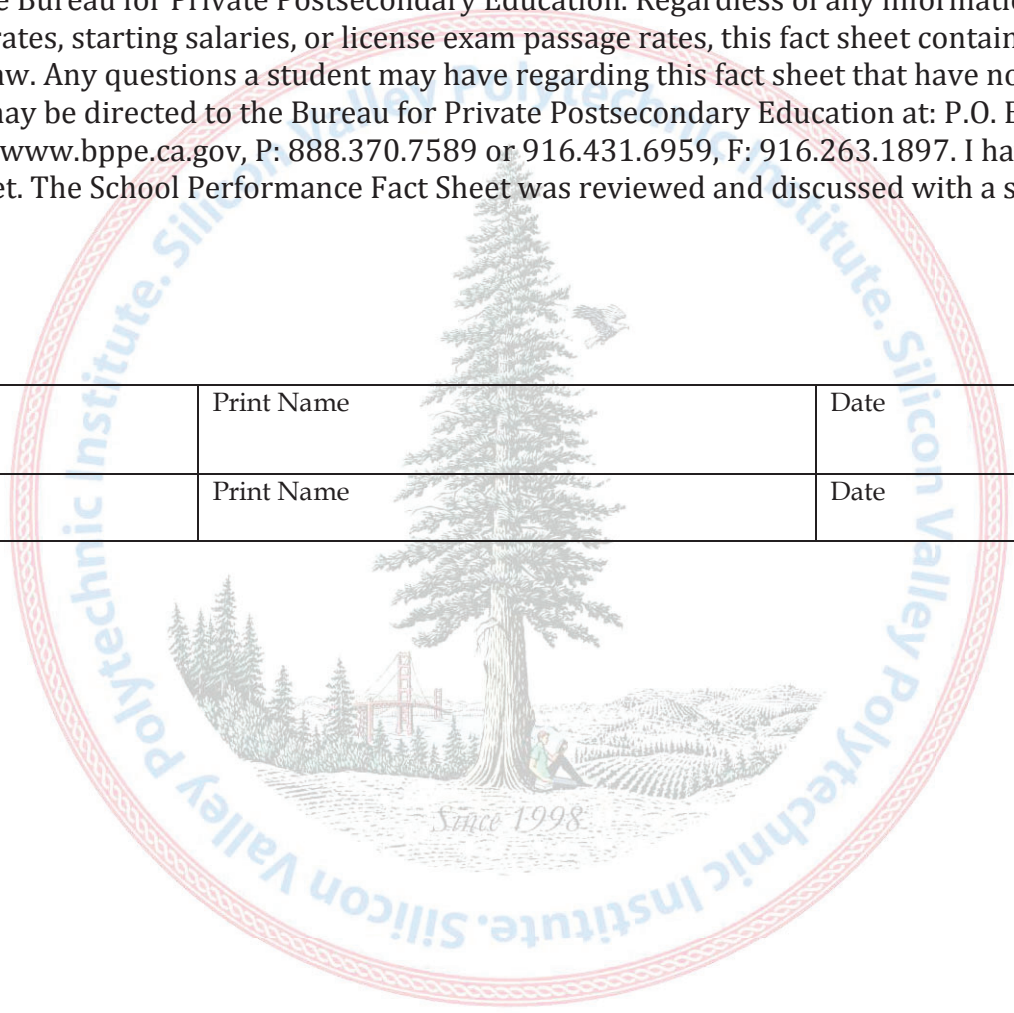 e Bureau for Private Postsecondary Education. Regardless of any informatio
rates, starting salaries, or license exam passage rates, this fact sheet contain
aw. Any questions a student may have regarding this fact sheet that have no
may be directed to the Bureau for Private Postsecondary Education at: P.O. B
www.bppe.ca.gov, P: 888.370.7589 or 916.431.6959, F: 916.263.1897. I ha
et. The School Performance Fact Sheet was reviewed and discussed with a s
Print Name Date
Print Name Date
Silicon Valley Polytechnic Institute. Silicon Valley Polytechnic Institute. Silicon Valley Polytechnic Institute.
Since 1998